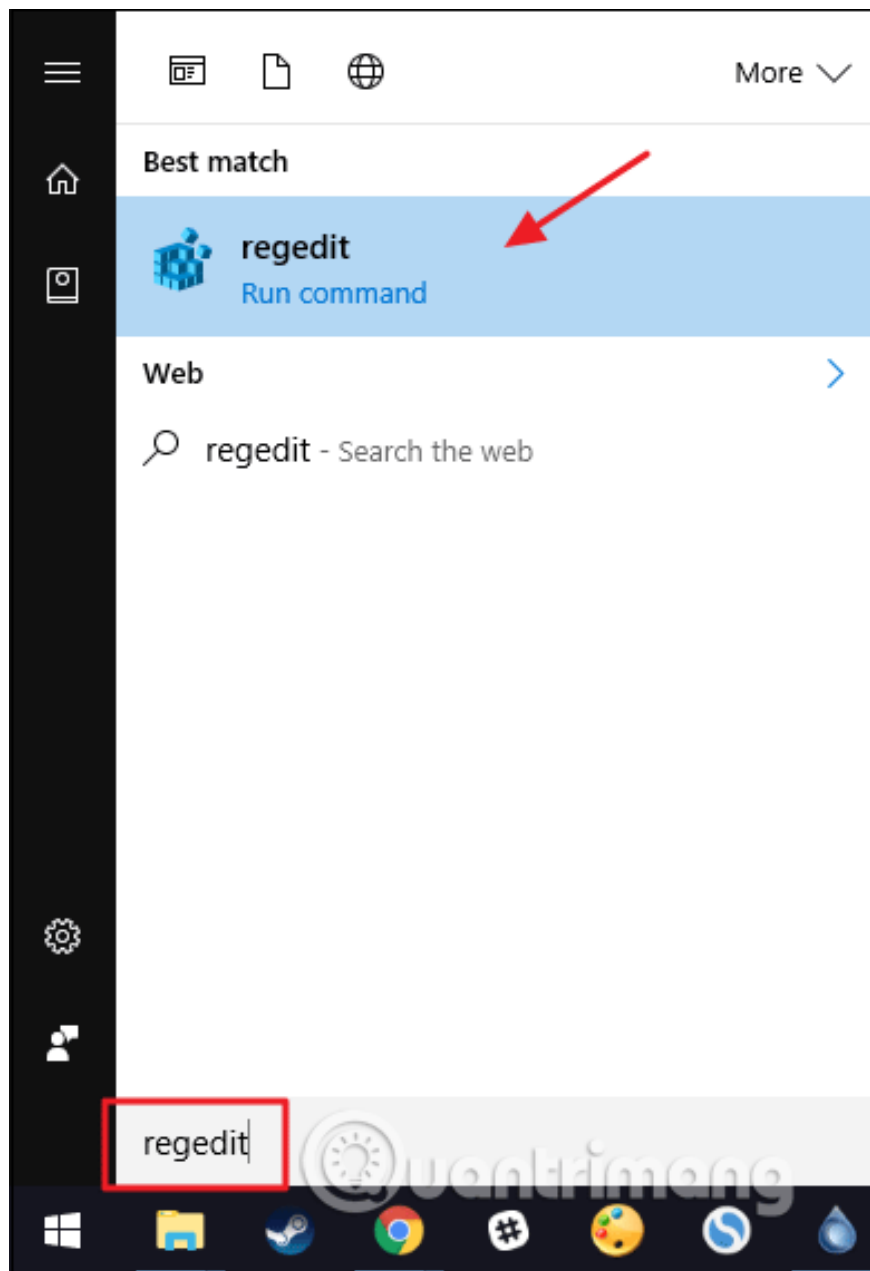 More
Best match
regedit
Run command
Web
regedit - Search the web
regedit
Quantrimang